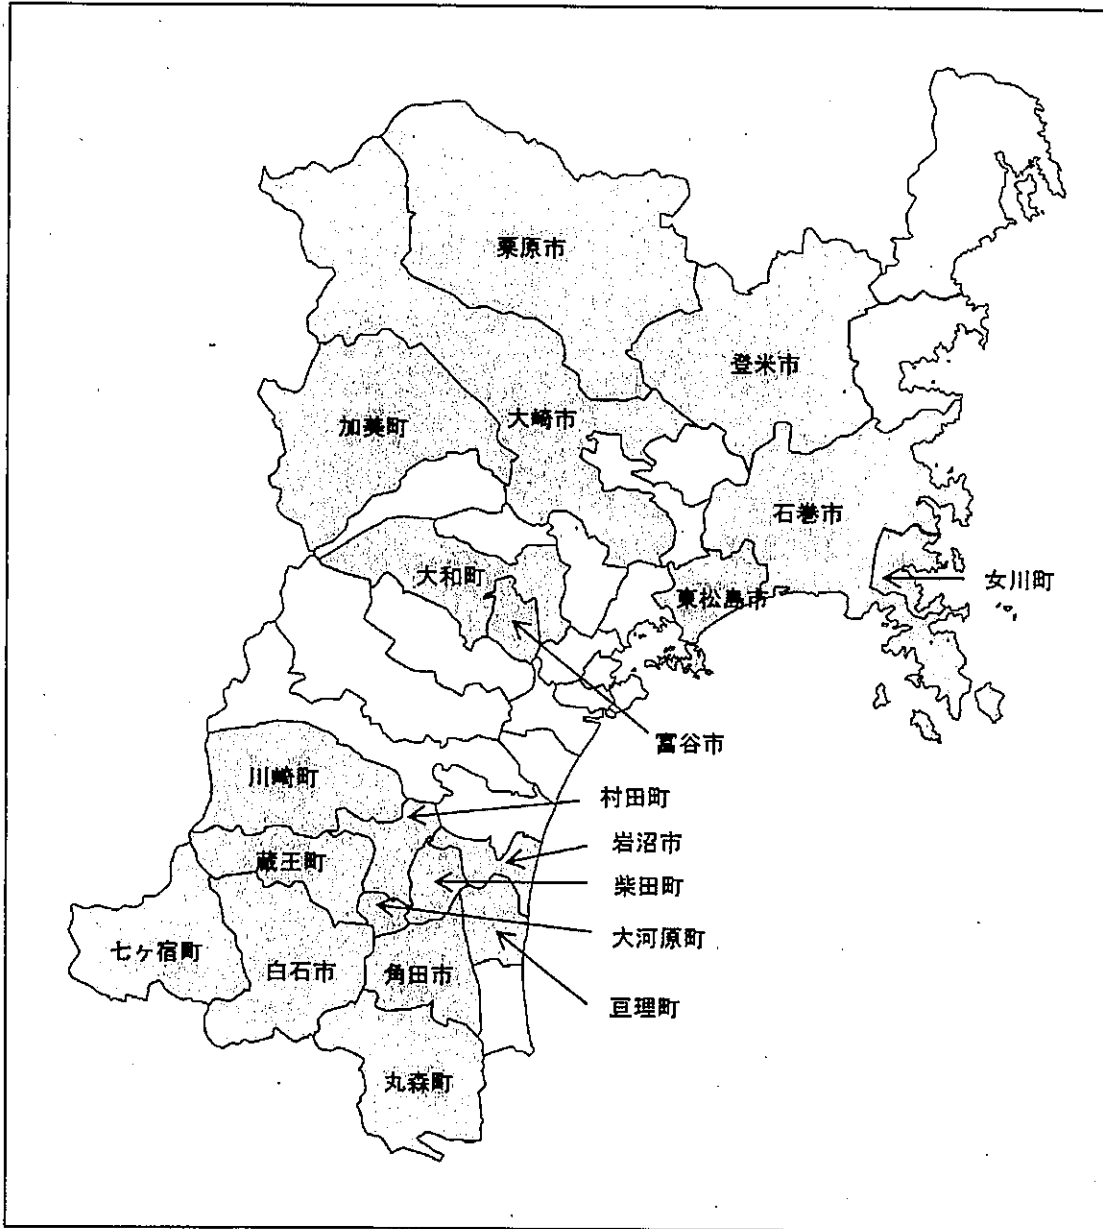 栗原市
登米市
加美町
大崎市
石巻市
大和町
女川町
東松島市
富谷市
川崎町
村田町
岩沼市
蔵王町
柴田町
大河原町
七ヶ宿町
白石市
角田市
亘理町
丸森町